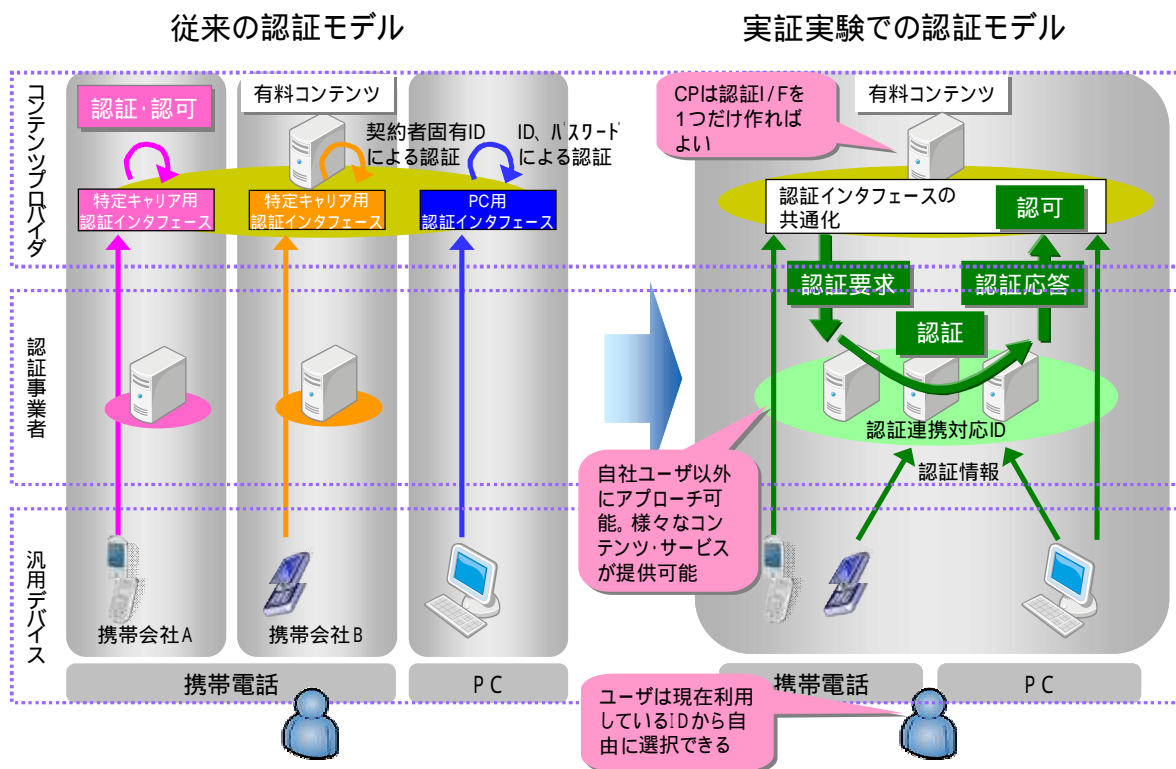 従来の認証モデル
実証実験での認証モデル
コンテンツプロバイダ
認証・認可
有料コンテンツ
契約者固有ID
による認証
ID、パスワード
による認証
特定キャリア用
認証インタフェース
特定キャリア用
認証インタフェース
PC用
認証インタフェース
CPは認証I/Fを
1つだけ作れば
よい
有料コンテンツ
認証インタフェースの
共通化
認可
認証要求
認証応答
認証
認証事業者
認証連携対応ID
認証情報
自社ユーザ以外
にアプローチ可
能。様々なコン
テンツ・サービス
が提供可能
汎用デバイス
携帯会社A
携帯会社B
携帯電話
PC
携帯電話
PC
ユーザは現在利用
しているIDから自
由に選択できる